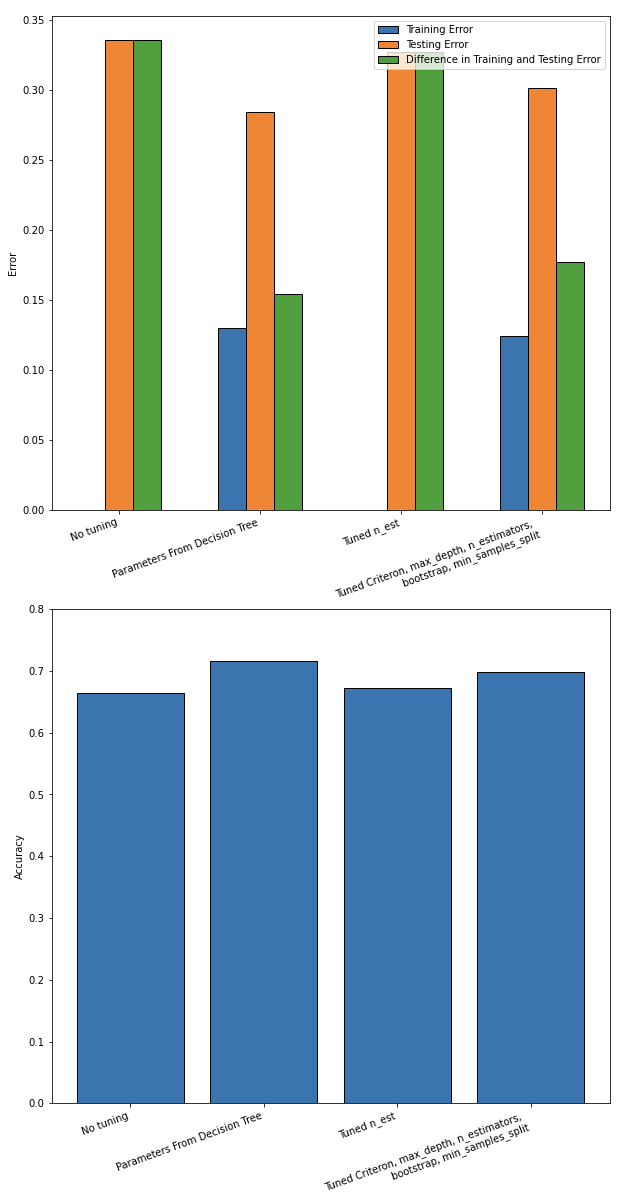 Training Error
Testing Error
Difference in Training and Testing Error
0.35
0.30
0.25
0.20
0.15
0.10
0.05
0.00
Error
No tuning
Parameters From Decision Tree
Tuned n_est
Tuned Criteron, max_depth, n_estimators,
bootstrap, min_samples_split
0.8
0.7
0.6
0.5
0.4
0.3
0.2
0.1
0.0
Accuracy
No tuning
Parameters From Decision Tree
Tuned n_est
Tuned Criteron, max_depth, n_estimators,
bootstrap, min_samples_split